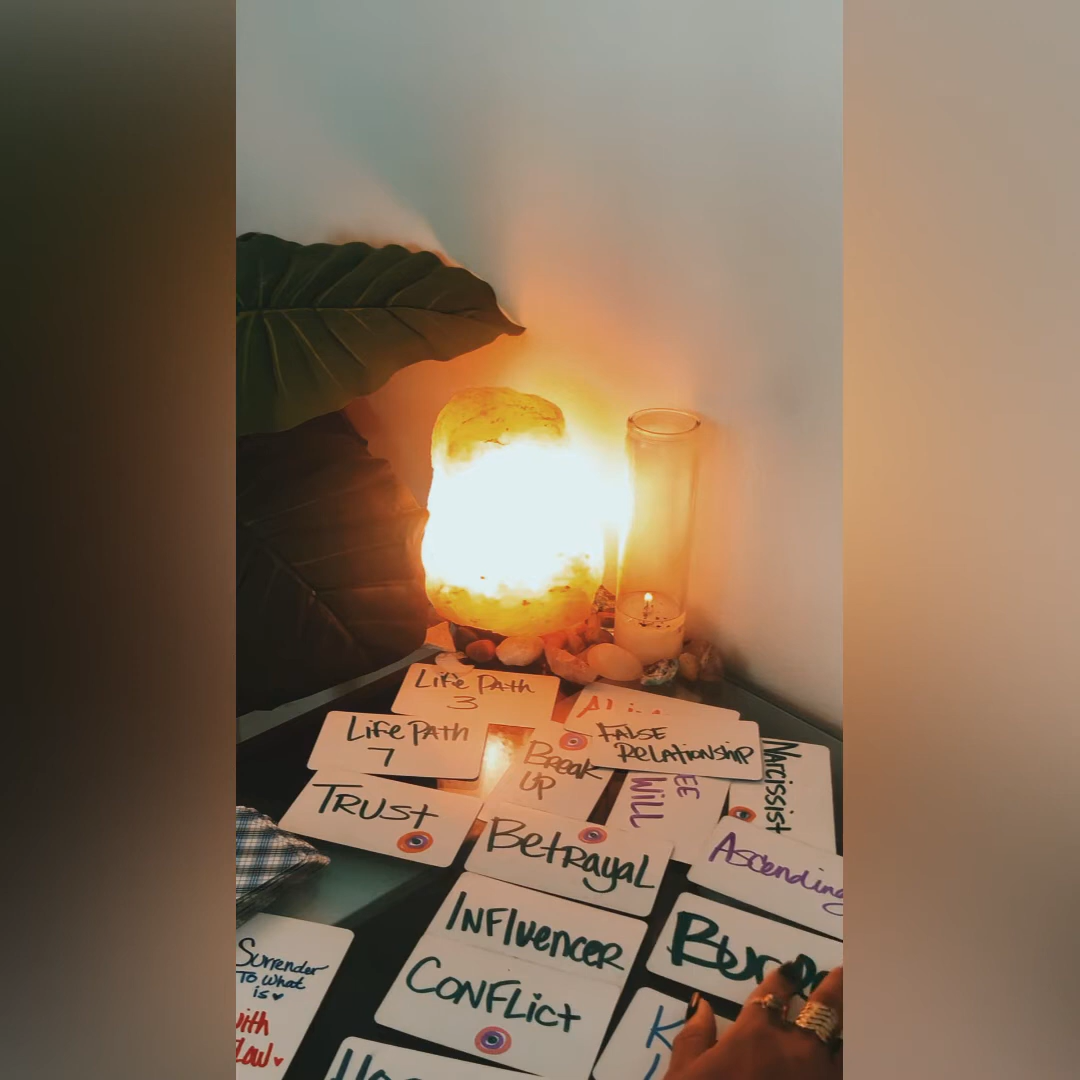 Life Path
3
Life Path
7
False
Relationship
Break
Up
Will
Narcissist
Trust
Betrayal
Ascending
Influencer
Conflict
Surrender
To What
is♥